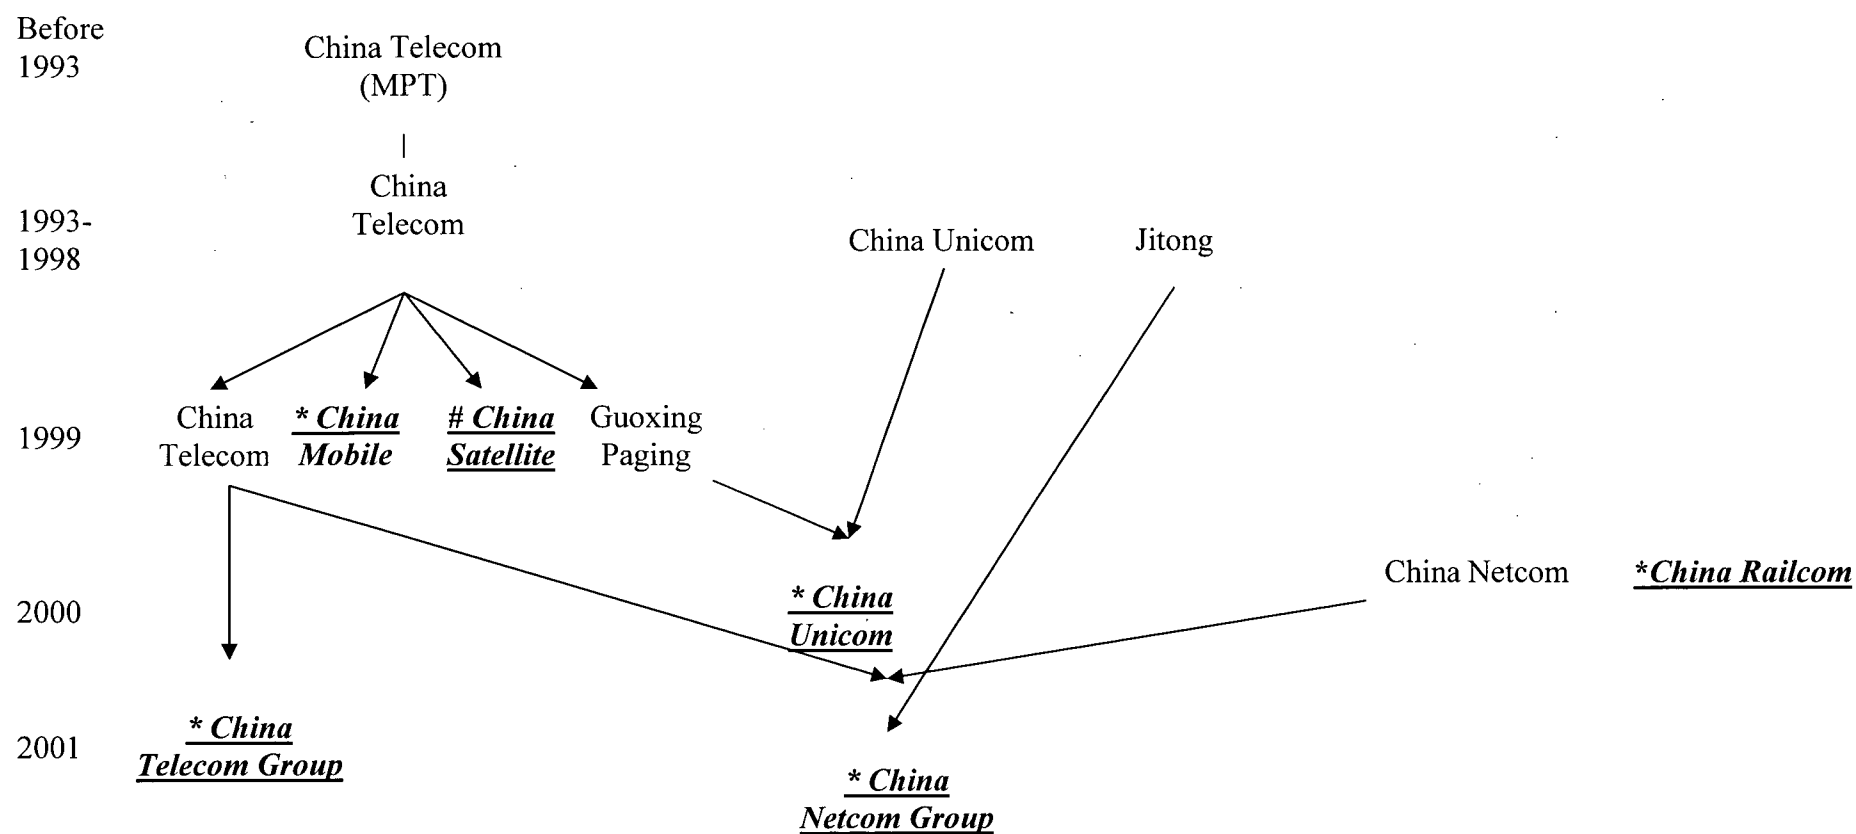 Before
1993
China Telecom
(MPT)
China
Telecom
1993-
1998
China Unicom
Jitong
1999
China
Telecom
* China
Mobile
# China
Satellite
Guoxing
Paging
China Netcom
*China Railcom
2000
* China
Unicom
2001
* China
Telecom Group
* China
Netcom Group